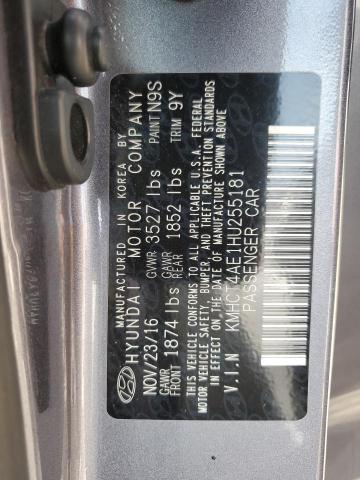 MANUFACTURED IN KOREA BY
HYUNDAI MOTOR COMPANY
NOV/23/16 GVWR 3527 lbs PAINT N9S
GAWR FRONT 1874 lbs GAWR REAR 1852 lbs TRIM 9Y
THIS VEHICLE CONFORMS TO ALL APPLICABLE U.S.A. FEDERAL
MOTOR VEHICLE SAFETY, BUMPER, AND THEFT PREVENTION STANDARDS
IN EFFECT ON THE DATE OF MANUFACTURE SHOWN ABOVE
V.I.N KMHCT4AE1HU255181
PASSENGER CAR